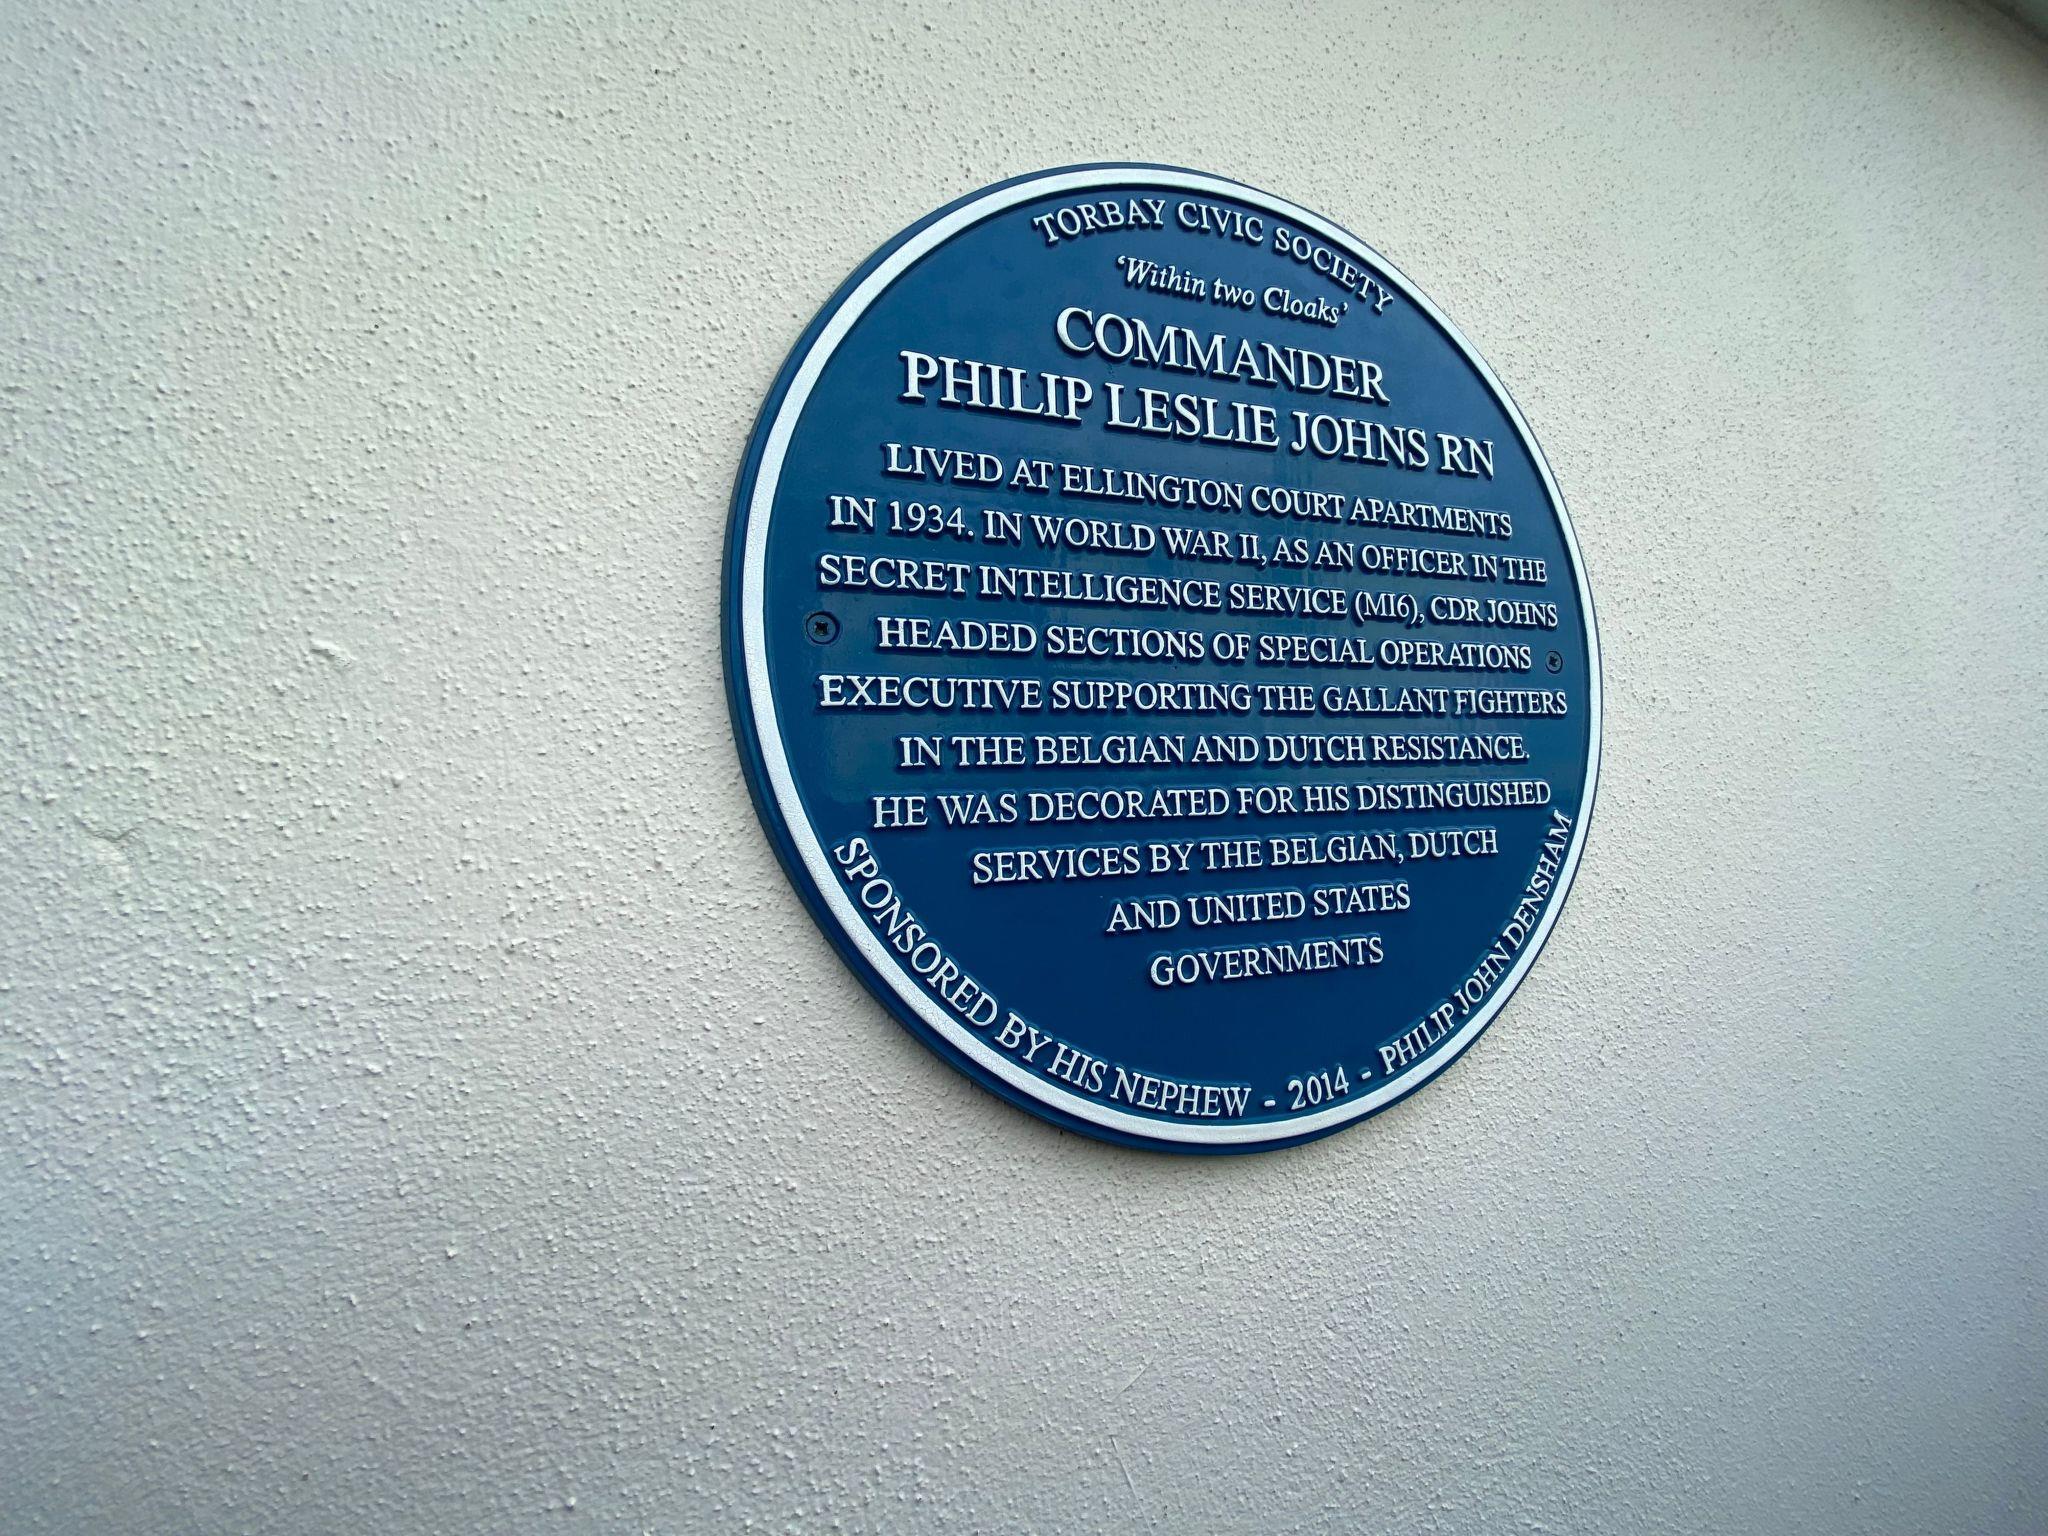 TORBAY CIVIC SOCIETY
'Within two Cloaks'
COMMANDER
PHILIP LESLIE JOHNS RN
LIVED AT ELLINGTON COURT APARTMENTS
IN 1934. IN WORLD WAR II, AS AN OFFICER IN THE
SECRET INTELLIGENCE SERVICE (MI6), CDR JOHNS
HEADED SECTIONS OF SPECIAL OPERATIONS
EXECUTIVE SUPPORTING THE GALLANT FIGHTERS
IN THE BELGIAN AND DUTCH RESISTANCE.
HE WAS DECORATED FOR HIS DISTINGUISHED
SERVICES BY THE BELGIAN, DUTCH
AND UNITED STATES
GOVERNMENTS
SPONSORED BY HIS NEPHEW - 2014 - PHILIP JOHN DENSHAM